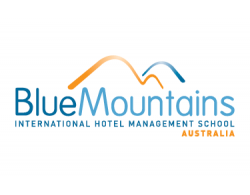 BlueMountains
INTERNATIONAL HOTEL MANAGEMENT SCHOOL
AUSTRALIA